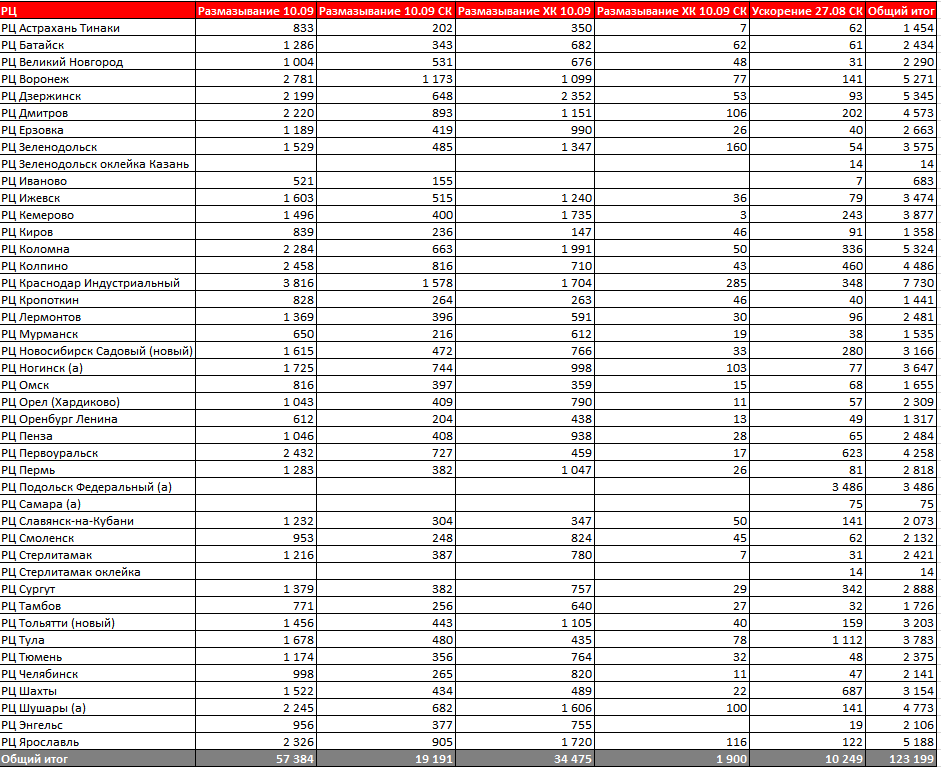 РЦ Размазывание 10.09 Размазывание 10.09 СК Размазывание ХК 10.09 Размазывание ХК 10.09 СК Ускорение 27.08 СК Общий итог
РЦ Астрахань Тинаки 833 202 350 7 62 1 454
РЦ Батайск 1 286 343 682 62 61 2 434
РЦ Великий Новгород 1 004 531 676 48 31 2 290
РЦ Воронеж 2 781 1 173 1 099 77 141 5 271
РЦ Дзержинск 2 199 648 2 352 53 93 5 345
РЦ Дмитров 2 220 893 1 151 106 202 4 573
РЦ Ерзовка 1 189 419 990 26 40 2 663
РЦ Зеленодольск 1 529 485 1 347 160 54 3 575
РЦ Зеленодольск оклейка Казань 14 14
РЦ Иваново 521 155 7 683
РЦ Ижевск 1 603 515 1 240 36 79 3 474
РЦ Кемерово 1 496 400 1 735 3 243 3 877
РЦ Киров 839 236 147 46 91 1 358
РЦ Коломна 2 284 663 1 991 50 336 5 324
РЦ Колпино 2 458 816 710 43 460 4 486
РЦ Краснодар Индустриальный 3 816 1 578 1 704 285 348 7 730
РЦ Кропоткин 828 264 263 46 40 1 441
РЦ Лермонтов 1 369 396 591 30 96 2 481
РЦ Мурманск 650 216 612 19 38 1 535
РЦ Новосибирск Садовый (новый) 1 615 472 766 33 280 3 166
РЦ Ногинск (а) 1 725 744 998 103 77 3 647
РЦ Омск 816 397 359 15 68 1 655
РЦ Орел (Хардиково) 1 043 409 790 11 57 2 309
РЦ Оренбург Ленина 612 204 438 13 49 1 317
РЦ Пенза 1 046 408 938 28 65 2 484
РЦ Первоуральск 2 432 727 459 17 623 4 258
РЦ Пермь 1 283 382 1 047 26 81 2 818
РЦ Подольск Федеральный (а) 3 486 3 486
РЦ Самара (а) 75 75
РЦ Славянск-на-Кубани 1 232 304 347 50 141 2 073
РЦ Смоленск 953 248 824 45 62 2 132
РЦ Стерлитамак 1 216 387 780 7 31 2 421
РЦ Стерлитамак оклейка 14 14
РЦ Сургут 1 379 382 757 29 342 2 888
РЦ Тамбов 771 256 640 27 32 1 726
РЦ Тольятти (новый) 1 456 443 1 105 40 159 3 203
РЦ Тула 1 678 480 435 78 1 112 3 783
РЦ Тюмень 1 174 356 764 32 48 2 375
РЦ Челябинск 998 265 820 11 47 2 141
РЦ Шахты 1 522 434 489 22 687 3 154
РЦ Шушары (а) 2 245 682 1 606 100 141 4 773
РЦ Энгельс 956 377 755 19 2 106
РЦ Ярославль 2 326 905 1 720 116 122 5 188
Общий итог 57 384 19 191 34 475 1 900 10 249 123 199